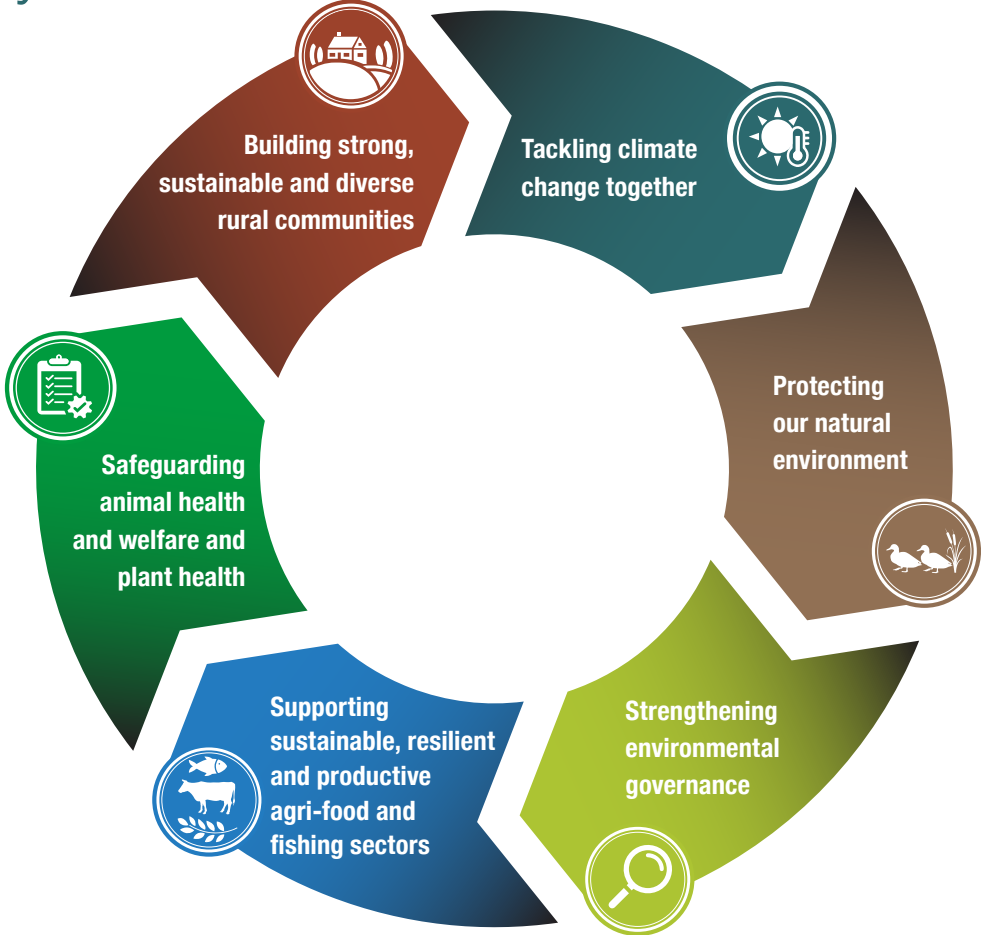 Tackling climate
change together
Protecting
our natural
environment
Strengthening
environmental
governance
Supporting
sustainable, resilient
and productive
agri-food and
fishing sectors
Safeguarding
animal health
and welfare and
plant health
Building strong,
sustainable and diverse
rural communities